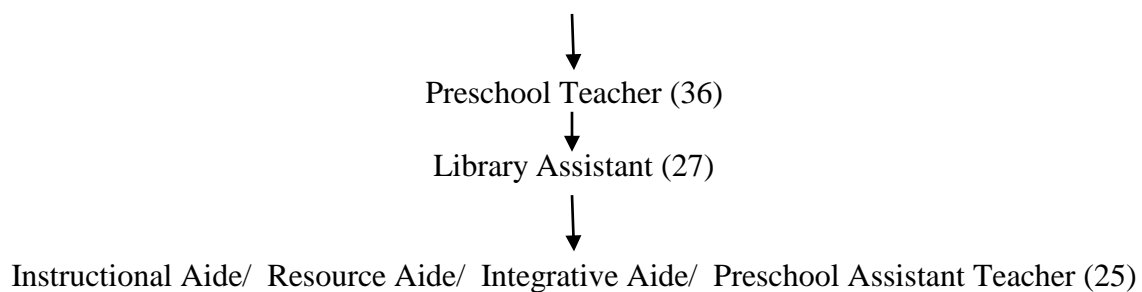 Preschool Teacher (36)
Library Assistant (27)
Instructional Aide/ Resource Aide/ Integrative Aide/ Preschool Assistant Teacher (25)